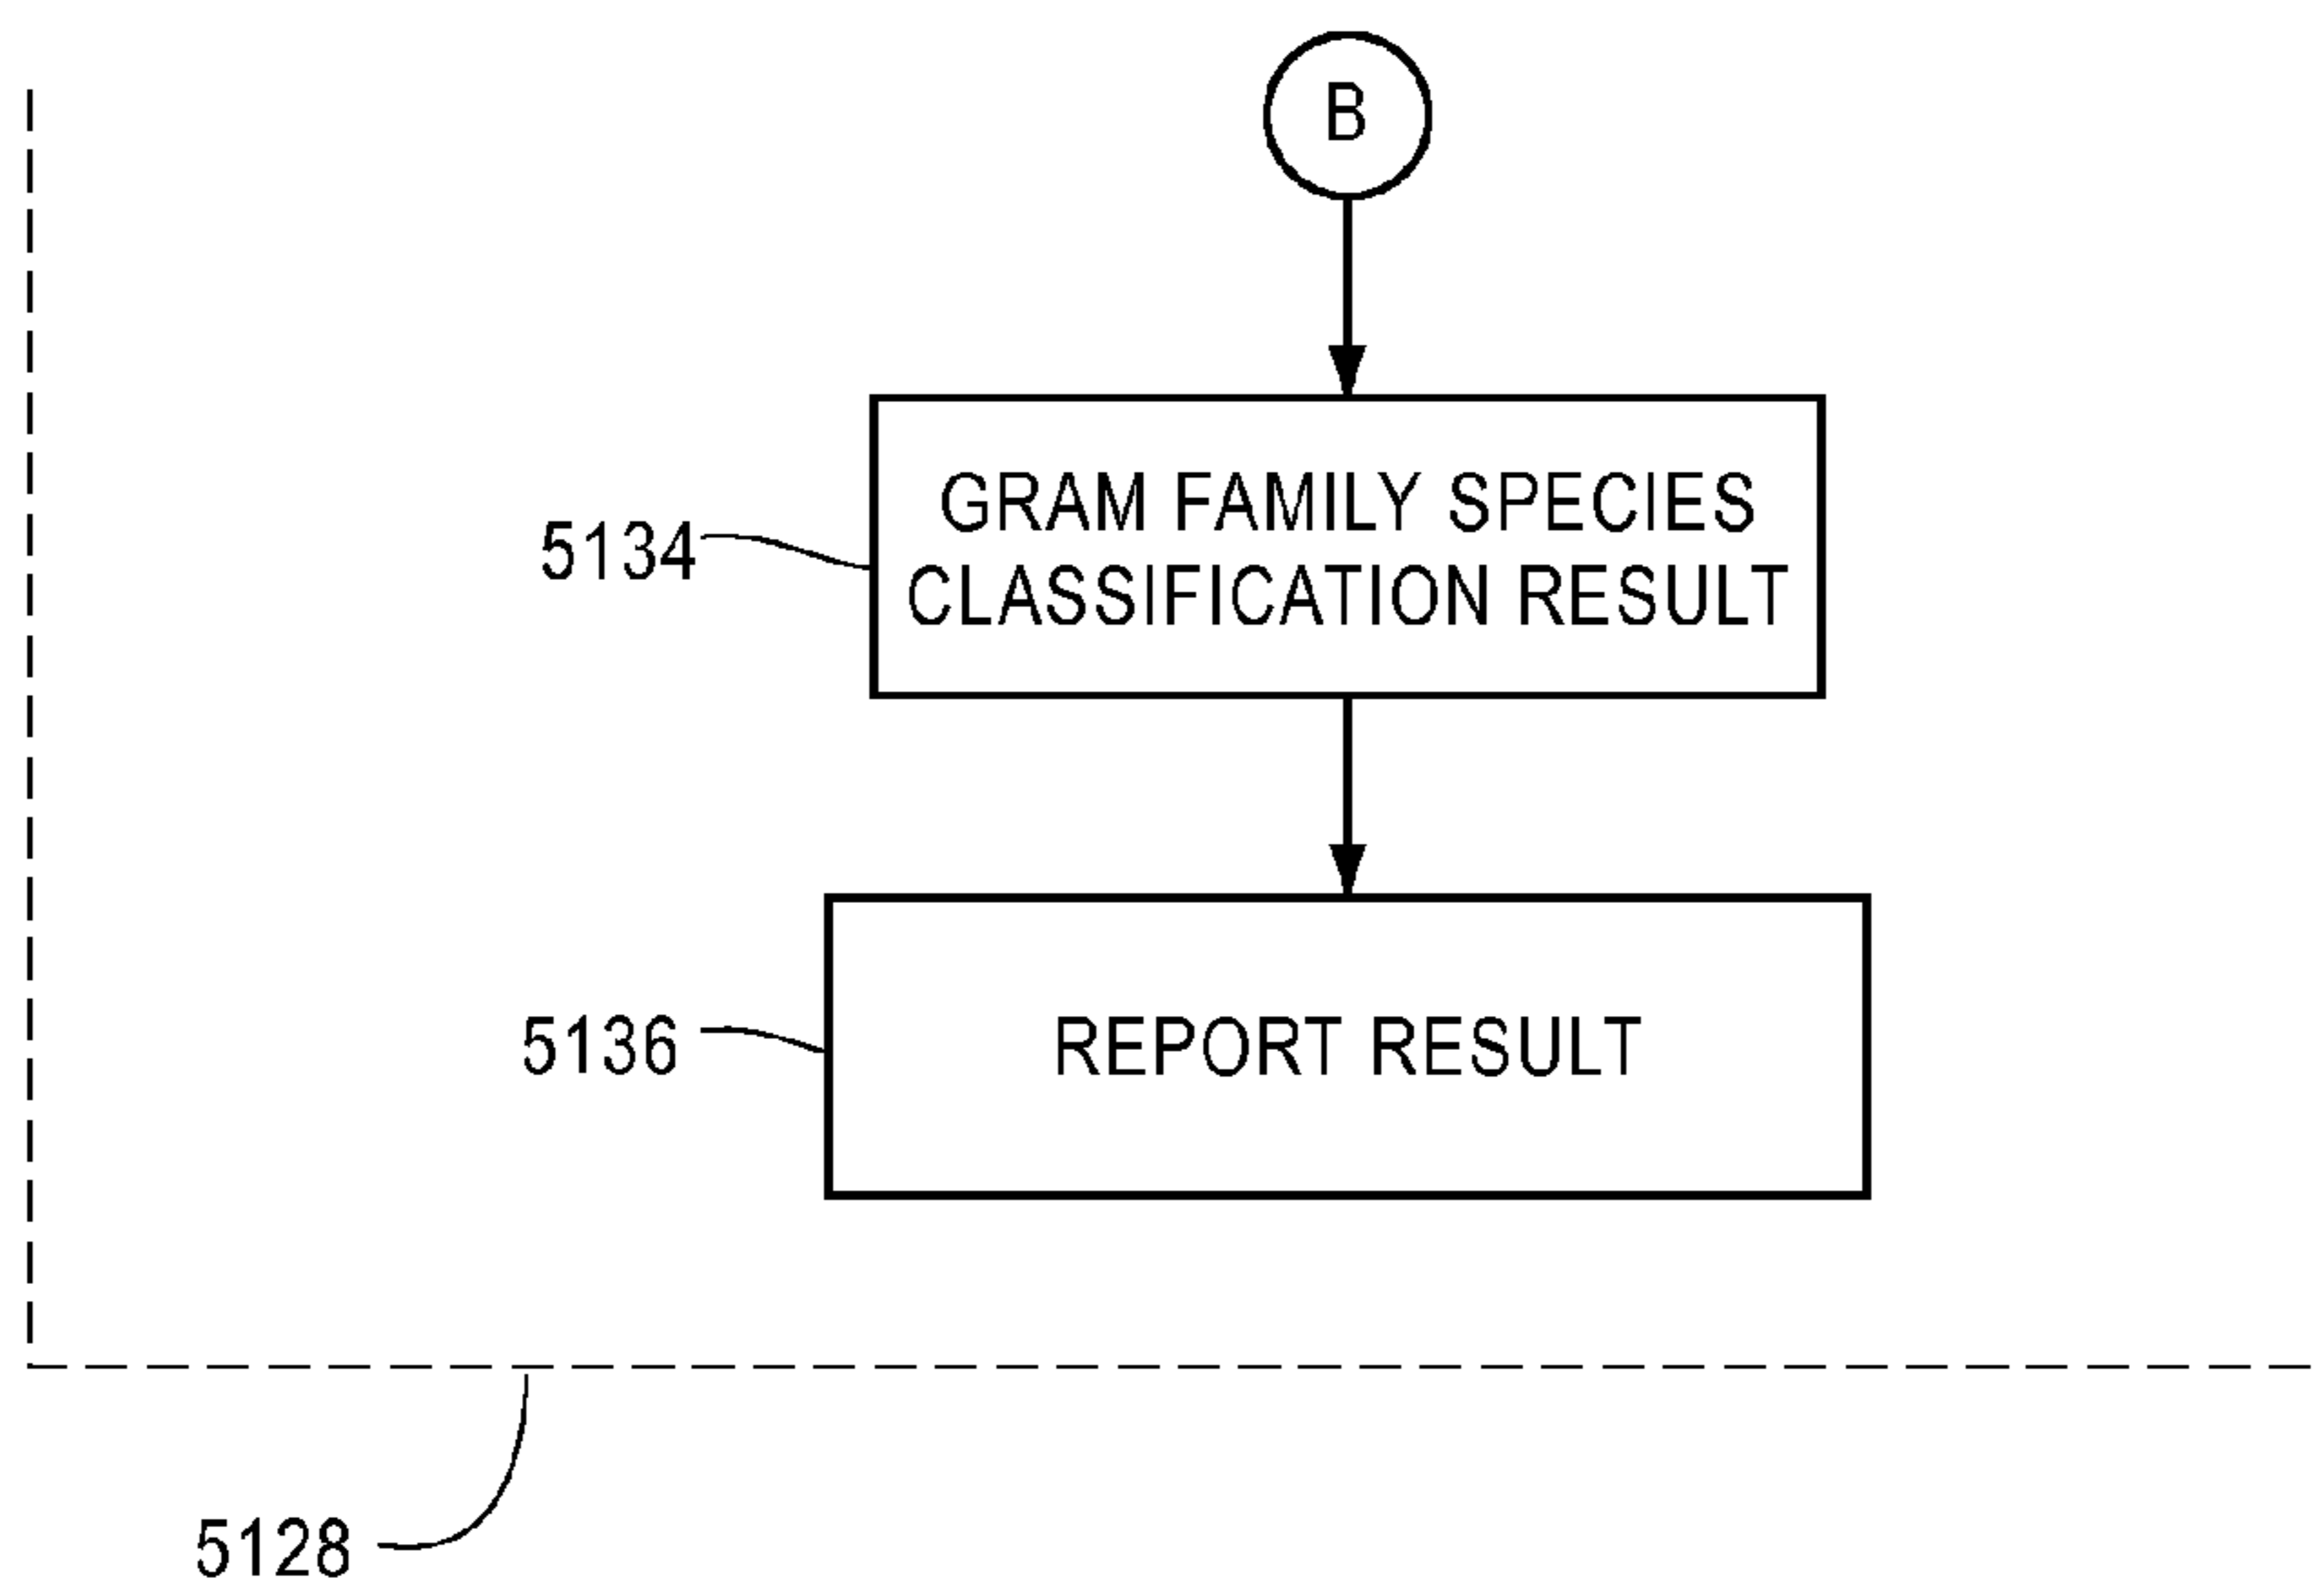 B
GRAM FAMILY SPECIES
CLASSIFICATION RESULT
5134
REPORT RESULT
5136
5128